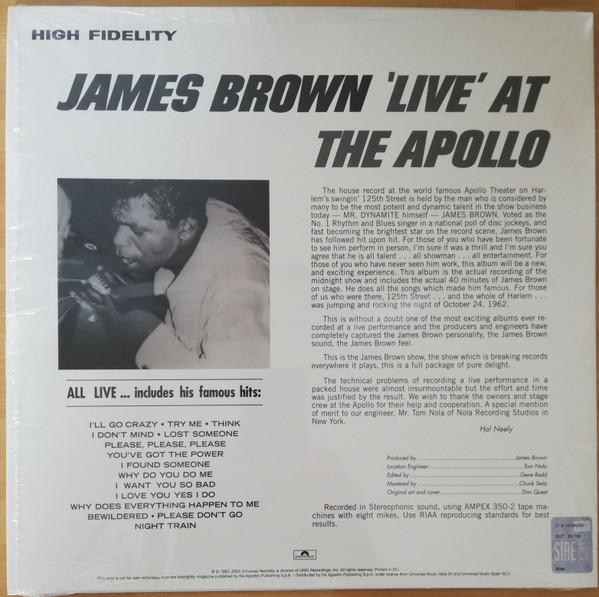 HIGH FIDELITY
JAMES BROWN 'LIVE' AT
THE APOLLO
The house record at the world famous Apollo Theater on Har-
lem's swingin' 125th Street is held by the man who is considered by
many to be the most potent and dynamic talent in the show business
today — MR. DYNAMITE himself — JAMES BROWN. Voted as the
No. 1 Rhythm and Blues singer in a national poll of disc jockeys, and
fast becoming the brightest star on the record scene, James Brown
has followed hit upon hit. For those of you who have been fortunate
to see him perform in person, I'm sure it was a thrill and I'm sure you
agree that he is all talent . . . all showman . . . all entertainment. For
those of you who have never seen him work, this album will be a new,
and exciting experience. This album is the actual recording of the
midnight show and includes the actual 40 minutes of James Brown
on stage. He does all the songs which made him famous. For those
of us who were there, 125th Street . . . and the whole of Harlem . . .
was jumping and rocking the night of October 24, 1962.
This is without a doubt one of the most exciting albums ever re-
corded at a live performance and the producers and engineers have
completely captured the James Brown personality, the James Brown
sound, the James Brown feel.
This is the James Brown show, the show which is breaking records
everywhere it plays, this is a full package of pure delight.
The technical problems of recording a live performance in a
packed house were almost insurmountable but the effort and time
was justified by the result. We wish to thank the owners and stage
crew at the Apollo for their help and cooperation. A special mention
of merit to our engineer, Mr. Tom Nola of Nola Recording Studios in
New York.
Hal Neely
ALL LIVE ... includes his famous hits:
I'LL GO CRAZY • TRY ME • THINK
I DON'T MIND • LOST SOMEONE
PLEASE, PLEASE, PLEASE
YOU'VE GOT THE POWER
I FOUND SOMEONE
WHY DO YOU DO ME
I WANT YOU SO BAD
I LOVE YOU YES I DO
WHY DOES EVERYTHING HAPPEN TO ME
BEWILDERED • PLEASE DON'T GO
NIGHT TRAIN
Produced by James Brown
Location Engineer: Tom Nola
Edited by Gene Redd
Mastered by Chuck Seitz
Original art and cover Dan Quest
Recorded in Stereophonic sound, using AMPEX 350-2 tape ma-
chines with eight mikes. Use RIAA reproducing standards for best
results.
SIAE